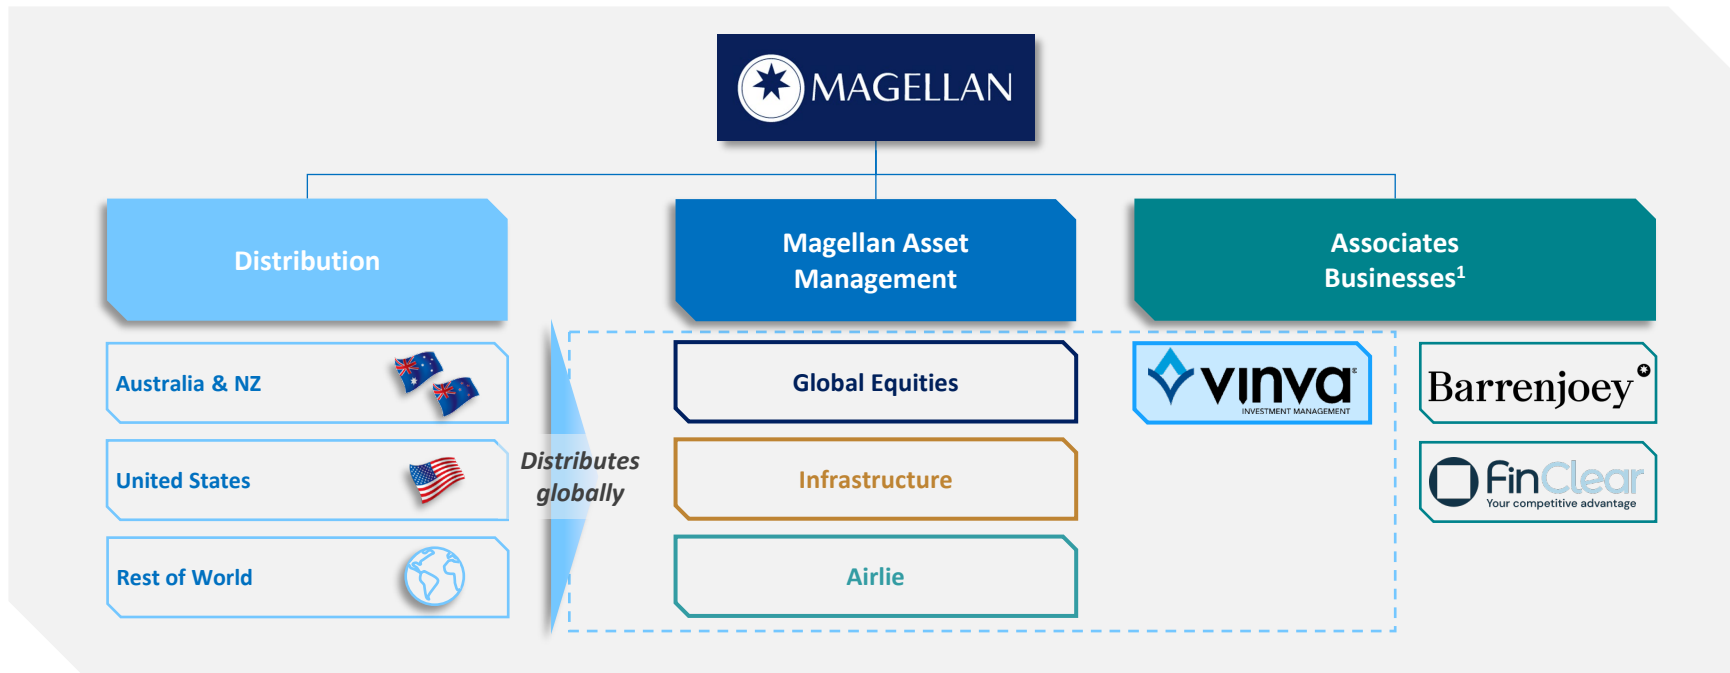 MAGELLAN
Distribution
Magellan Asset
Management
Associates
Businesses¹
Australia & NZ
United States
Rest of World
Distributes
globally
Global Equities
Infrastructure
Airlie
vinva®
INVESTMENT MANAGEMENT
Barrenjoey
FinClear
Your competitive advantage